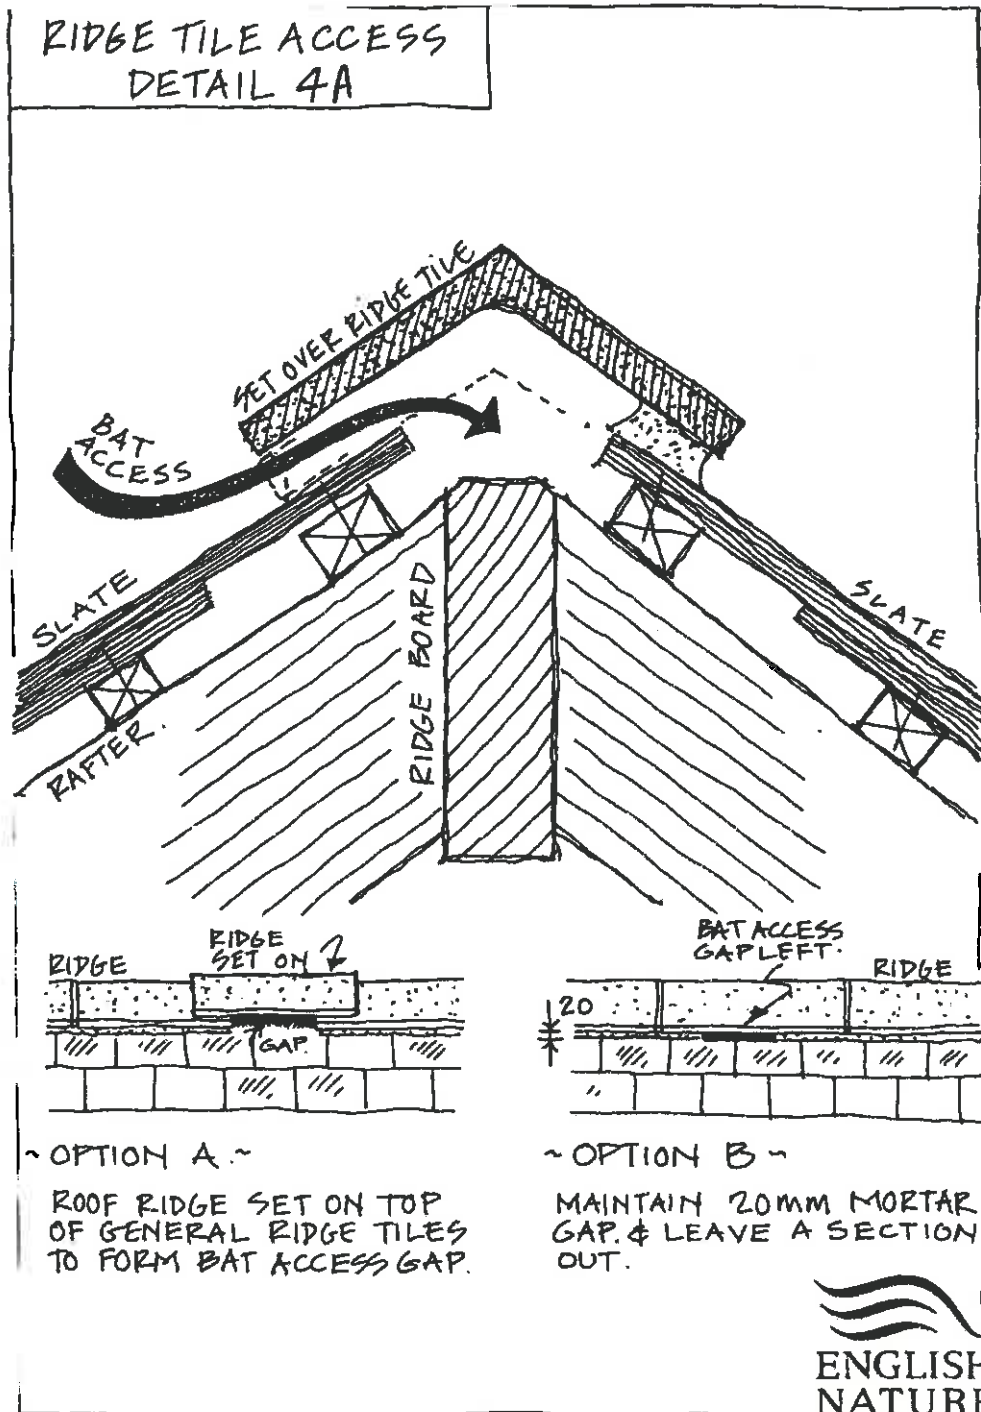 RIDGE TILE ACCESS
DETAIL 4A
SET OVER RIDGE TILE
BAT
ACCESS
SLATE
RAFTER.
RIDGE BOARD
SLATE
RIDGE
RIDGE
SET ON
GAP.
BAT ACCESS
GAP LEFT.
RIDGE
20
~ OPTION A.~
ROOF RIDGE SET ON TOP
OF GENERAL RIDGE TILES
TO FORM BAT ACCESS GAP.
~ OPTION B ~
MAINTAIN 20mm MORTAR
GAP. & LEAVE A SECTION
OUT.
ENGLISH
NATURE